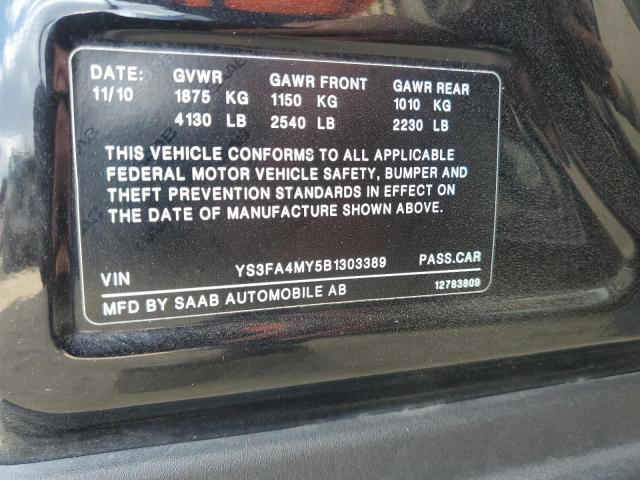 DATE: GVWR GAWR FRONT GAWR REAR
11/10 1875 KG 1150 KG 1010 KG
4130 LB 2540 LB 2230 LB
THIS VEHICLE CONFORMS TO ALL APPLICABLE
FEDERAL MOTOR VEHICLE SAFETY, BUMPER AND
THEFT PREVENTION STANDARDS IN EFFECT ON
THE DATE OF MANUFACTURE SHOWN ABOVE.
VIN YS3FA4MY5B1303389 PASS.CAR
MFD BY SAAB AUTOMOBILE AB 12783809